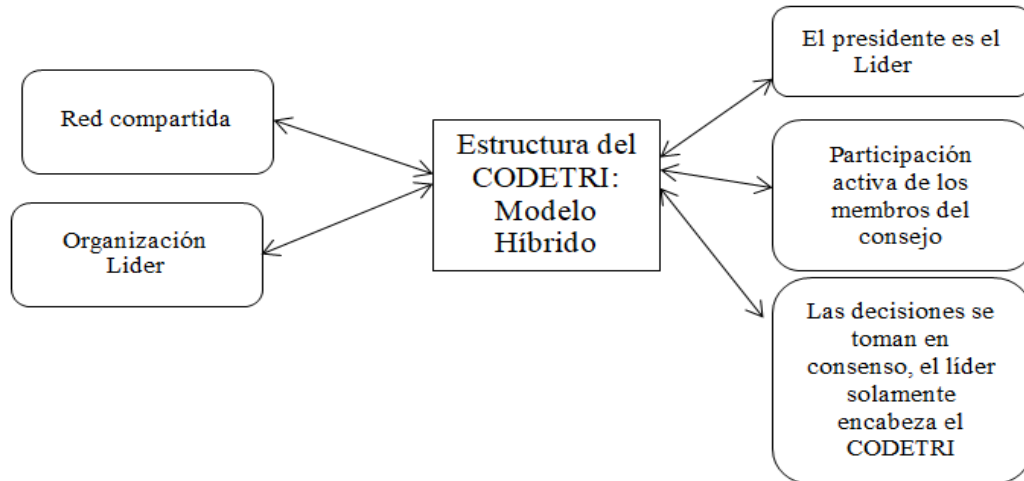 Red compartida
Organización
Lider
Estructura del
CODETRI:
Modelo
Híbrido
El presidente es el
Lider
Participación
activa de los
membros del
consejo
Las decisiones se
toman en
consenso, el líder
solamente
encabeza el
CODETRI